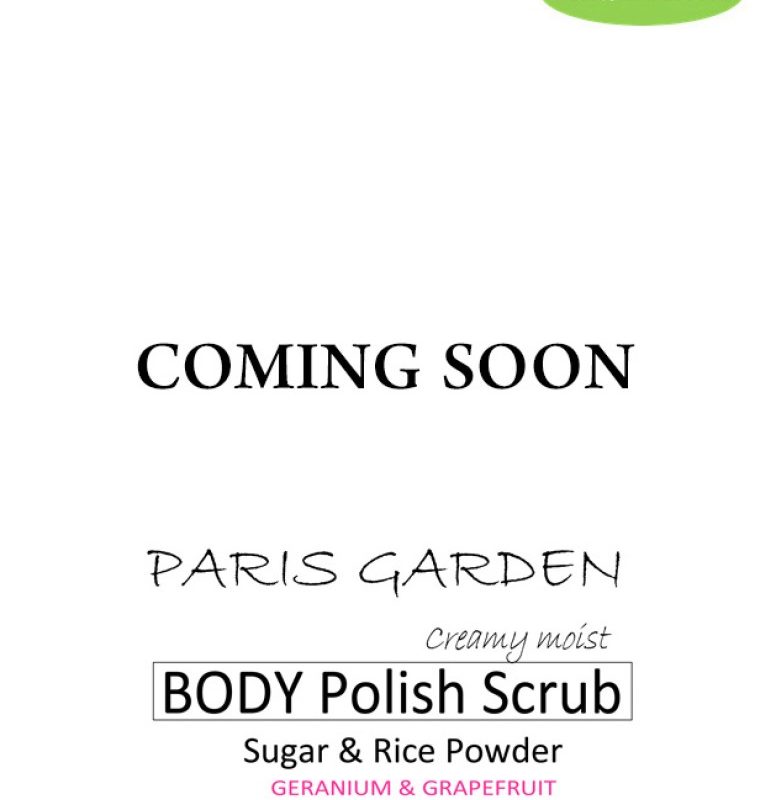 COMING SOON
PARIS GARDEN
Creamy moist
BODY Polish Scrub
Sugar & Rice Powder
GERANIUM & GRAPEFRUIT